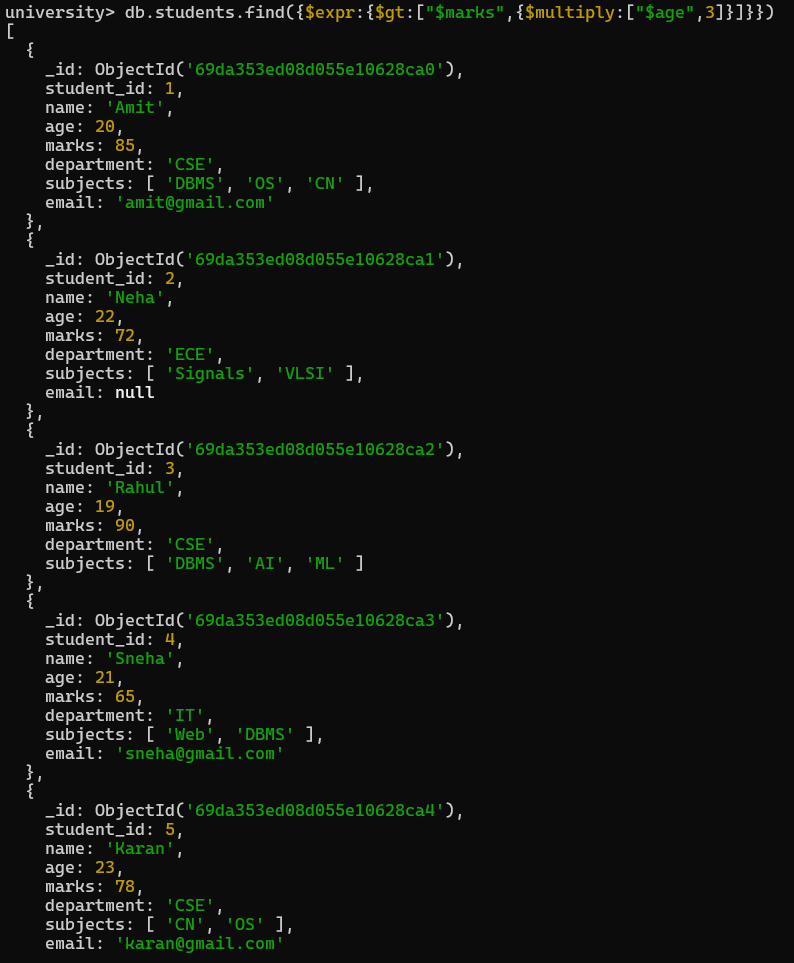 university> db.students.find({$expr:{$gt:["$marks",{$multiply:["$age",3]}]}})
[
  {
    _id: ObjectId('69da353ed08d055e10628ca0'),
    student_id: 1,
    name: 'Amit',
    age: 20,
    marks: 85,
    department: 'CSE',
    subjects: [ 'DBMS', 'OS', 'CN' ],
    email: 'amit@gmail.com'
  },
  {
    _id: ObjectId('69da353ed08d055e10628ca1'),
    student_id: 2,
    name: 'Neha',
    age: 22,
    marks: 72,
    department: 'ECE',
    subjects: [ 'Signals', 'VLSI' ],
    email: null
  },
  {
    _id: ObjectId('69da353ed08d055e10628ca2'),
    student_id: 3,
    name: 'Rahul',
    age: 19,
    marks: 90,
    department: 'CSE',
    subjects: [ 'DBMS', 'AI', 'ML' ]
  },
  {
    _id: ObjectId('69da353ed08d055e10628ca3'),
    student_id: 4,
    name: 'Sneha',
    age: 21,
    marks: 65,
    department: 'IT',
    subjects: [ 'Web', 'DBMS' ],
    email: 'sneha@gmail.com'
  },
  {
    _id: ObjectId('69da353ed08d055e10628ca4'),
    student_id: 5,
    name: 'Karan',
    age: 23,
    marks: 78,
    department: 'CSE',
    subjects: [ 'CN', 'OS' ],
    email: 'karan@gmail.com'